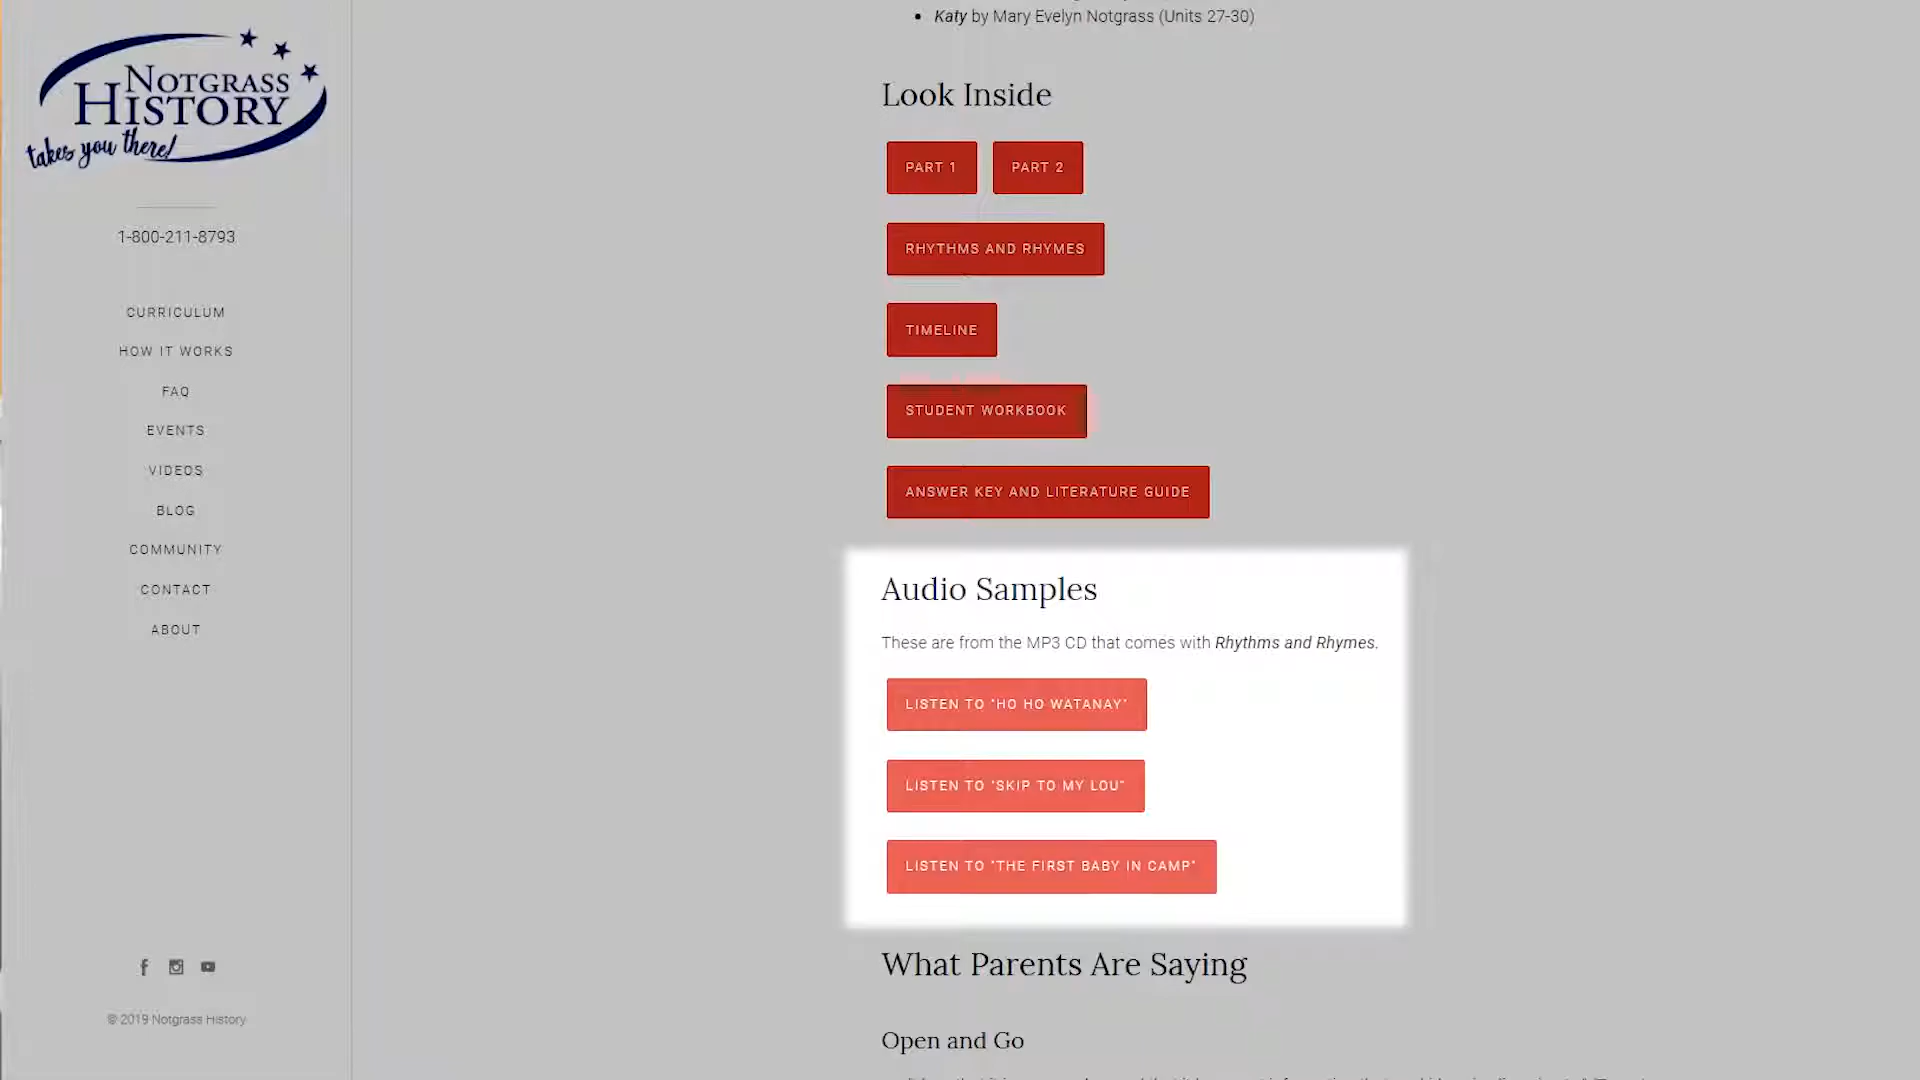 NOTGRASS
HISTORY
takes you there!
1-800-211-8793
CURRICULUM
HOW IT WORKS
FAQ
EVENTS
VIDEOS
BLOG
COMMUNITY
CONTACT
ABOUT
© 2019 Notgrass History
• Katy by Mary Evelyn Notgrass (Units 27-30)
Look Inside
PART 1 PART 2
RHYTHMS AND RHYMES
TIMELINE
STUDENT WORKBOOK
ANSWER KEY AND LITERATURE GUIDE
Audio Samples
These are from the MP3 CD that comes with Rhythms and Rhymes.
LISTEN TO "HO HO WATANAY"
LISTEN TO "SKIP TO MY LOU"
LISTEN TO "THE FIRST BABY IN CAMP"
What Parents Are Saying
Open and Go